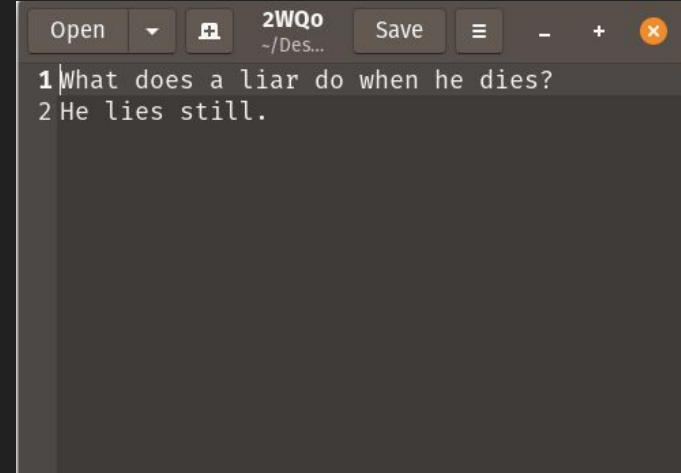 Open
2WQo
~/Des...
Save
1 What does a liar do when he dies?
2 He lies still.